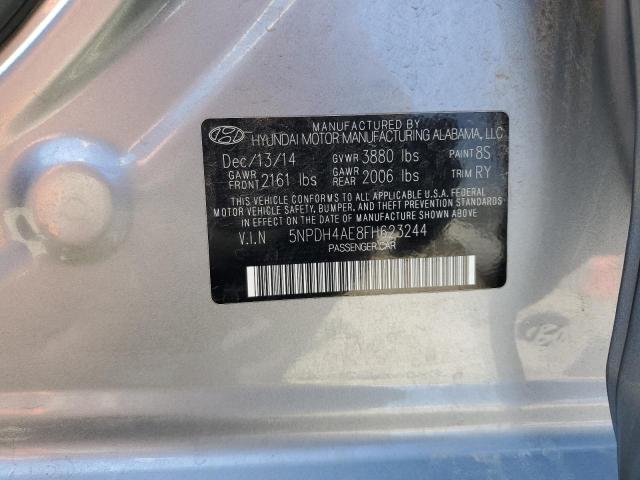 MANUFACTURED BY
HYUNDAI MOTOR MANUFACTURING ALABAMA, LLC
Dec/13/14 GVWR 3880 lbs PAINT 8S
GAWR FRONT 2161 lbs GAWR REAR 2006 lbs TRIM RY
THIS VEHICLE CONFORMS TO ALL APPLICABLE U.S.A. FEDERAL
MOTOR VEHICLE SAFETY, BUMPER, AND THEFT PREVENTION STANDARDS
IN EFFECT ON THE DATE OF MANUFACTURE SHOWN ABOVE.
V.I.N 5NPDH4AE8FH623244
PASSENGER CAR